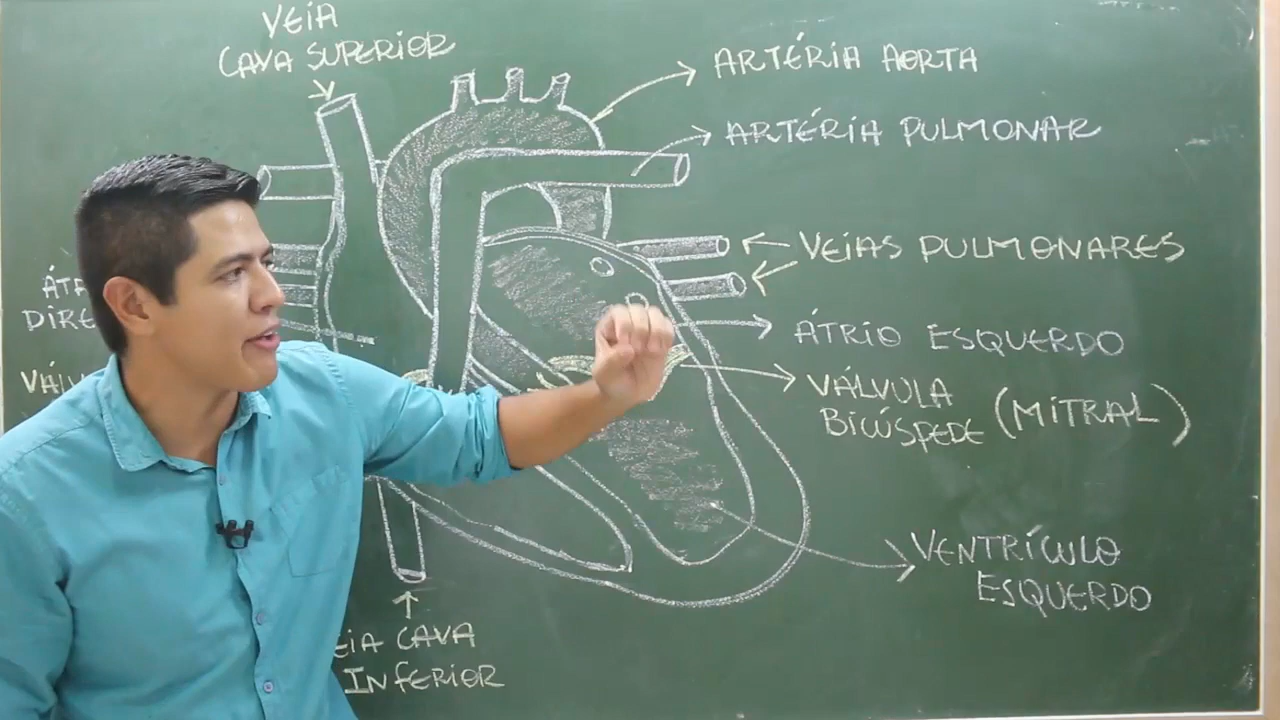 VEIA
CAVA SUPERIOR
ARTÉRIA AORTA
ARTÉRIA PULMONAR
VEIAS PULMONARES
ÁTRIO ESQUERDO
VÁLVULA
BICÚSPEDE (MITRAL)
VENTRÍCULO
ESQUERDO
CAVA
INFERIOR